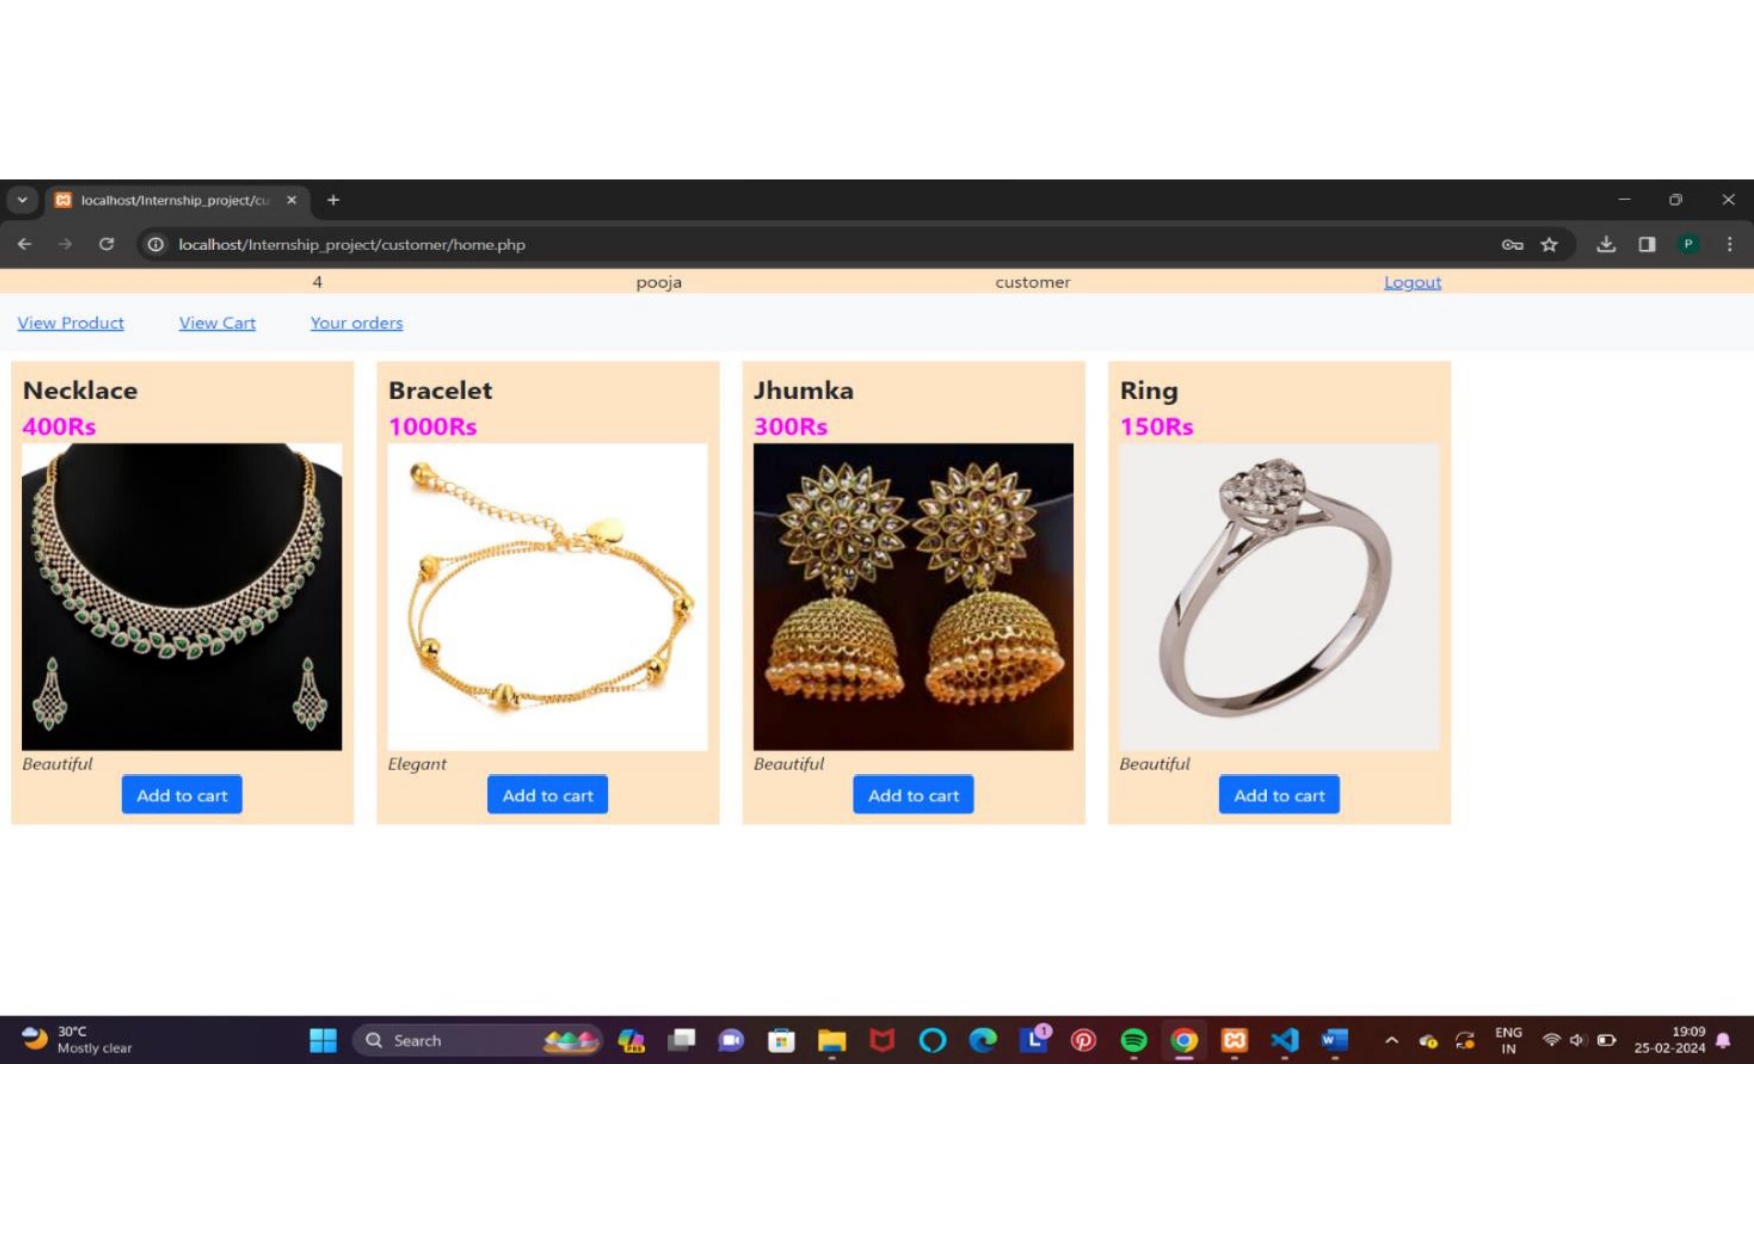 localhost/Internship_project/cu
localhost/Internship_project/customer/home.php
P
4 pooja customer Logout
View Product View Cart Your orders
Necklace
400Rs
Beautiful
Add to cart
Bracelet
1000Rs
Elegant
Add to cart
Jhumka
300Rs
Beautiful
Add to cart
Ring
150Rs
Beautiful
Add to cart
30°C
Mostly clear
Search
PRE
L
1
W
ENG
IN
19:09
25-02-2024